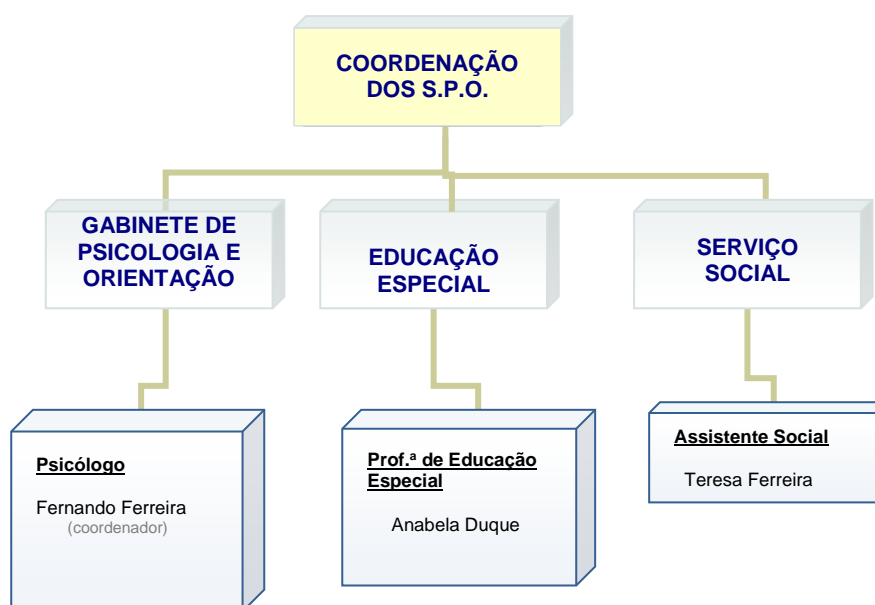 COORDENAÇÃO
DOS S.P.O.
GABINETE DE
PSICOLOGIA E
ORIENTAÇÃO
EDUCAÇÃO
ESPECIAL
SERVIÇO
SOCIAL
Psicólogo
Fernando Ferreira
(coordenador)
Prof.ª de Educação
Especial
Anabela Duque
Assistente Social
Teresa Ferreira